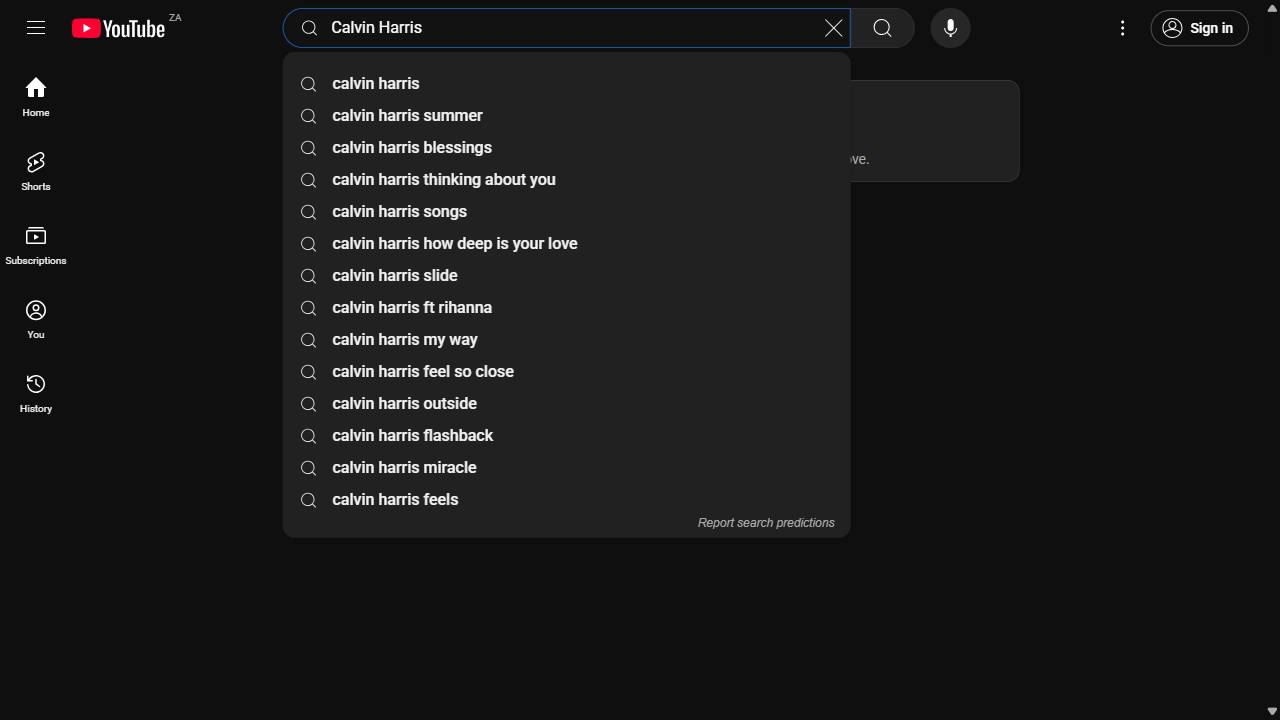 YouTube ZA
Calvin Harris
Sign in
Home
Shorts
Subscriptions
You
History
calvin harris
calvin harris summer
calvin harris blessings
calvin harris thinking about you
calvin harris songs
calvin harris how deep is your love
calvin harris slide
calvin harris ft rihanna
calvin harris my way
calvin harris feel so close
calvin harris outside
calvin harris flashback
calvin harris miracle
calvin harris feels
Report search predictions